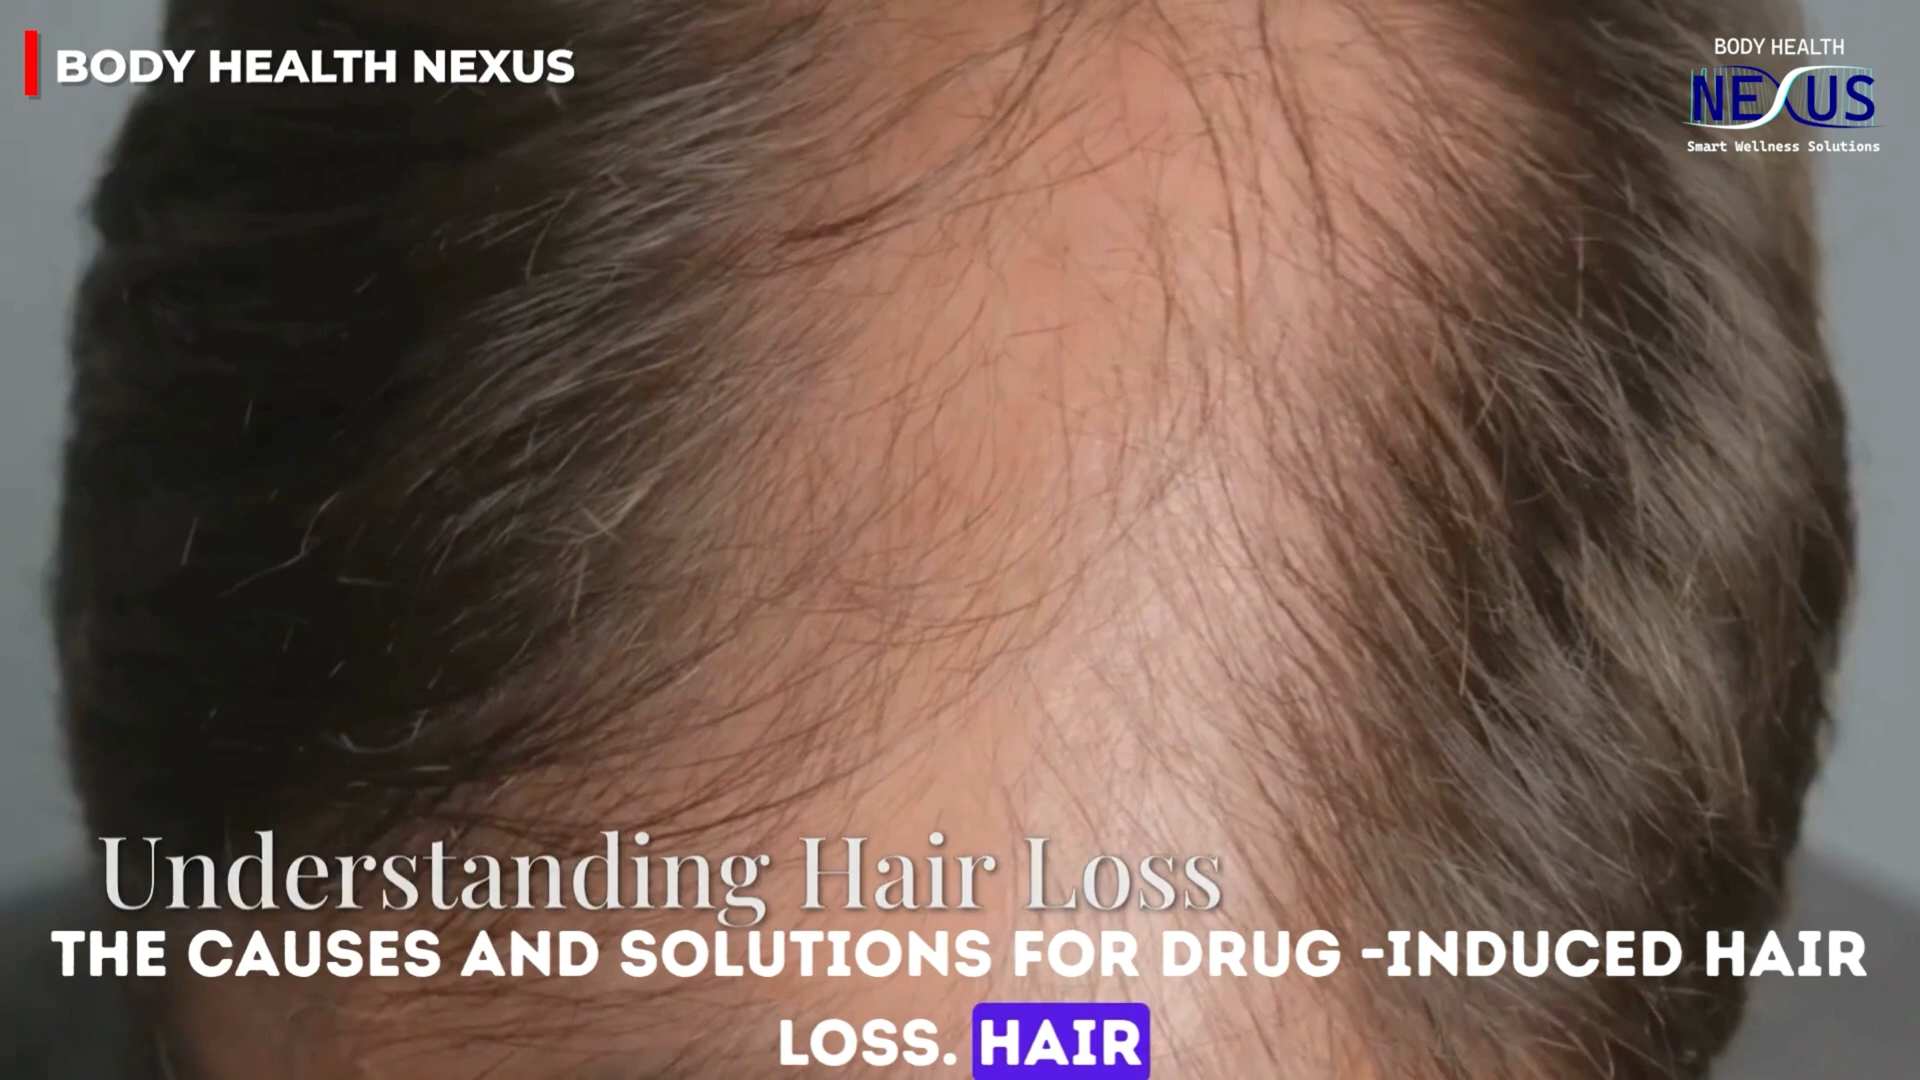 BODY HEALTH NEXUS
BODY HEALTH
NEXUS
Smart Wellness Solutions
Understanding Hair Loss
THE CAUSES AND SOLUTIONS FOR DRUG -INDUCED HAIR
LOSS. HAIR